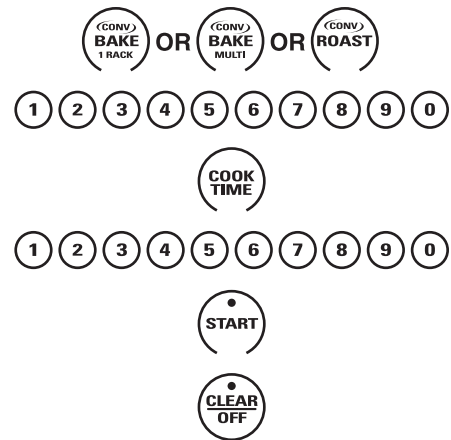 CONV BAKE 1 RACK OR CONV BAKE MULTI OR CONV ROAST
1 2 3 4 5 6 7 8 9 0
COOK TIME
1 2 3 4 5 6 7 8 9 0
START
CLEAR
OFF